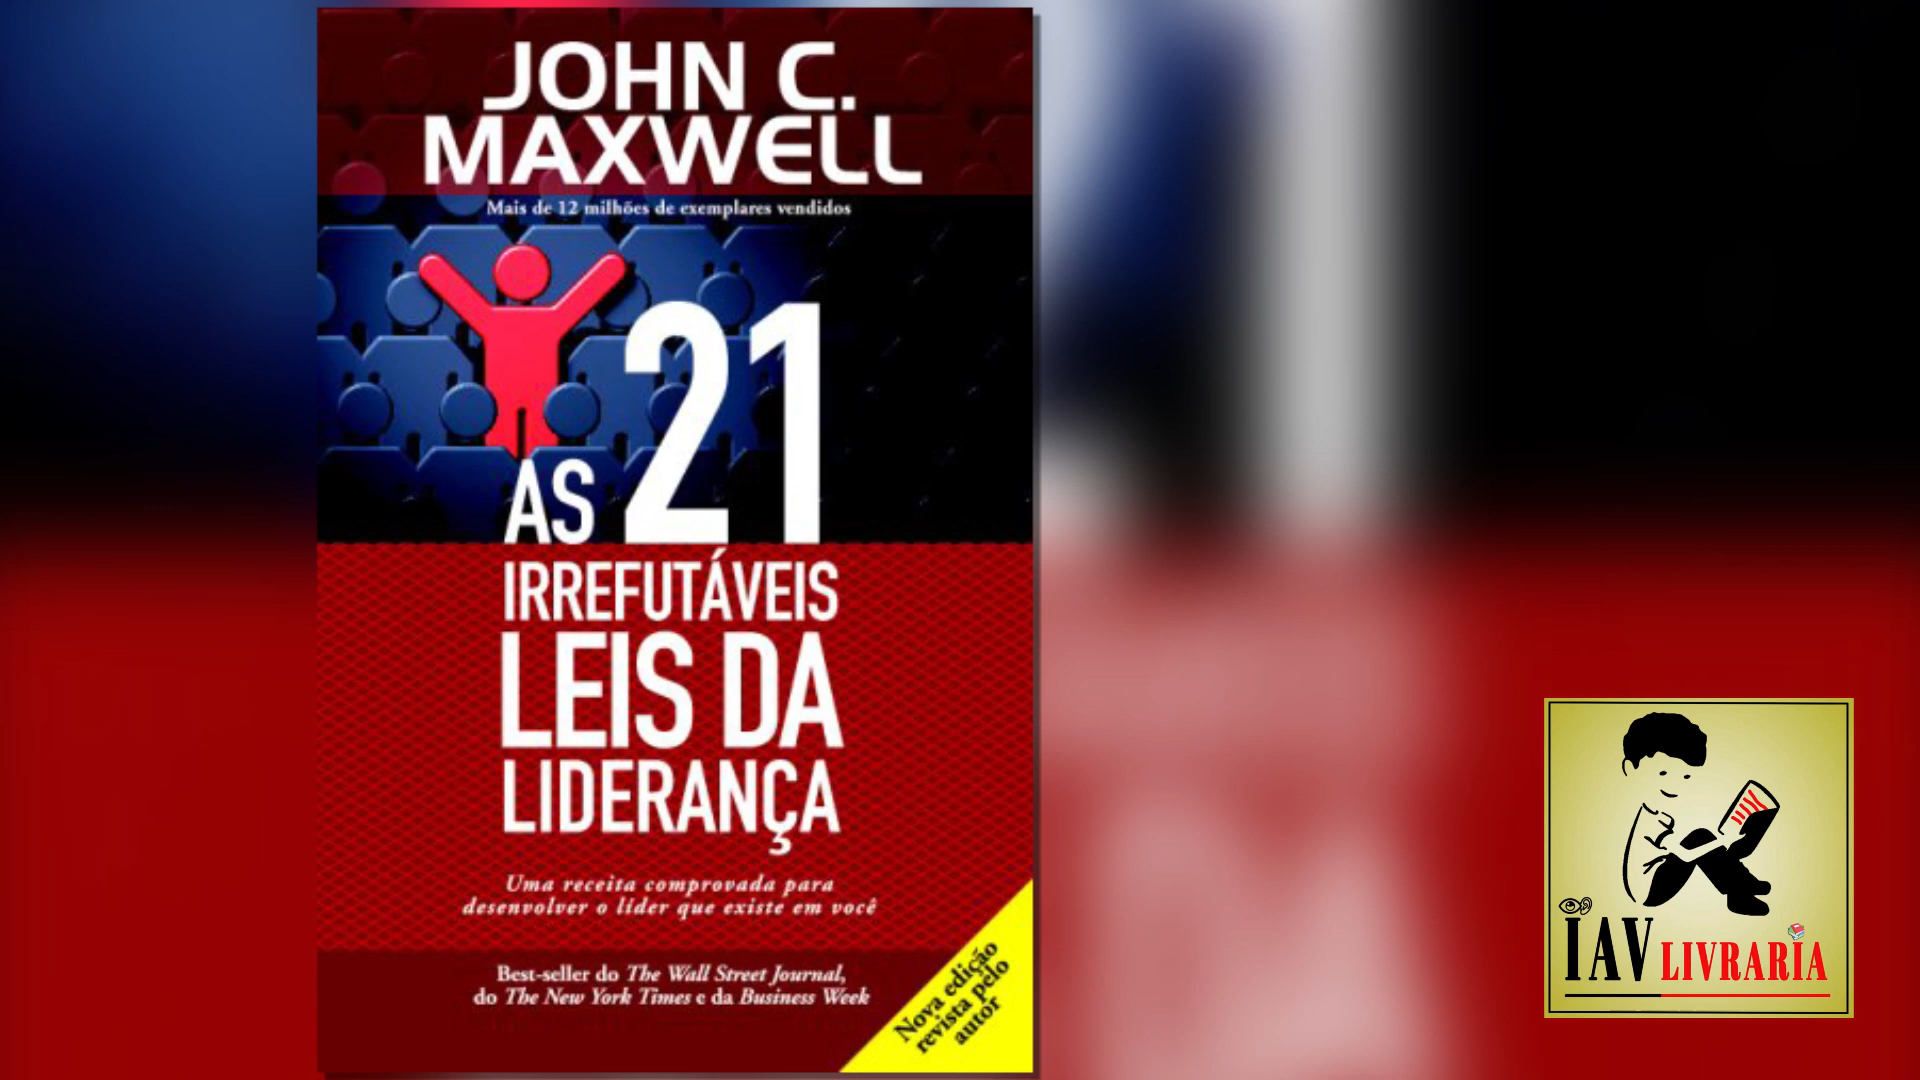 JOHN C.
MAXWELL
Mais de 12 milhões de exemplares vendidos
AS 21
IRREFUTÁVEIS
LEIS DA
LIDERANÇA
Uma receita comprovada para
desenvolver o líder que existe em você
Best-seller do The Wall Street Journal,
do The New York Times e da Business Week
Nova edição
revista pelo
autor
IAV LIVRARIA